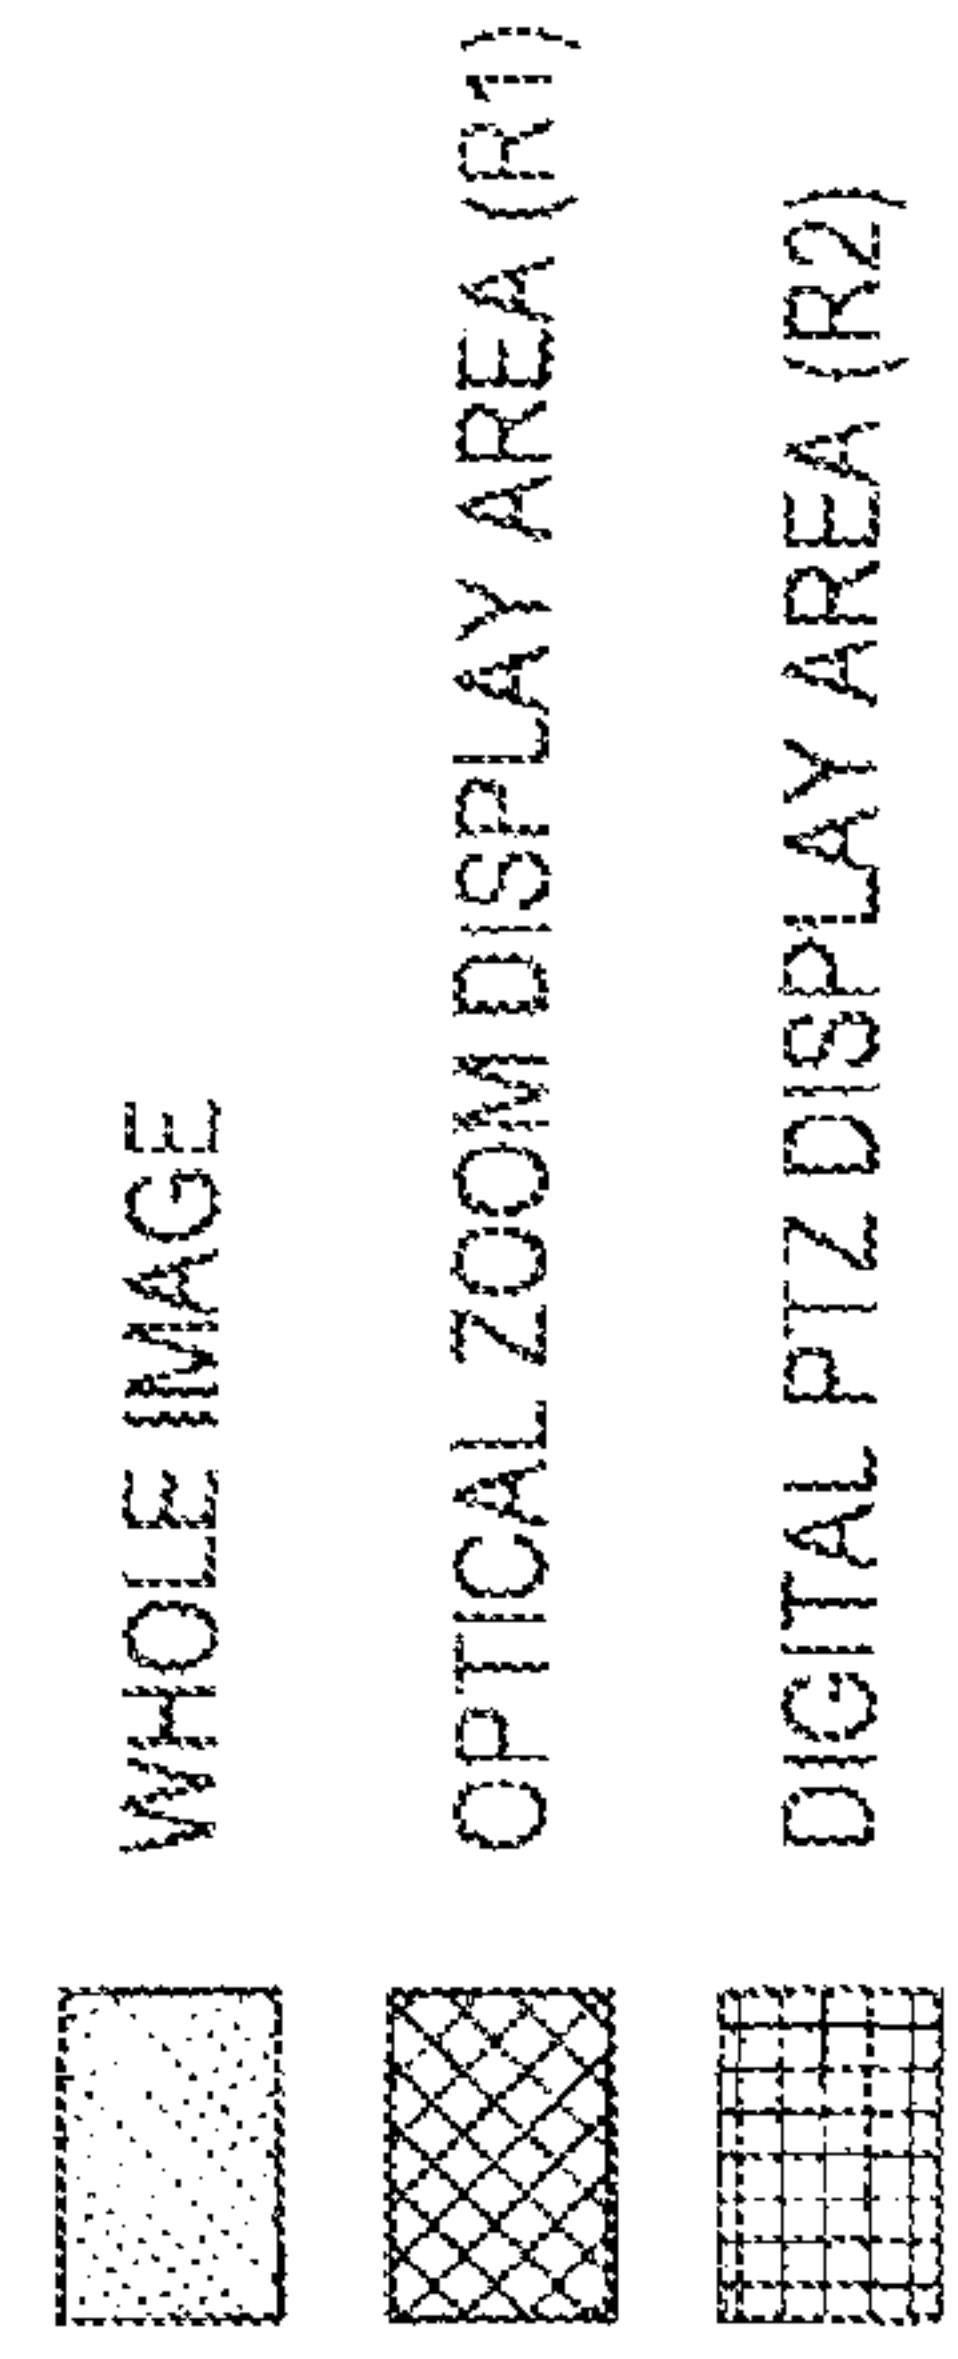 WHOLE IMAGE
OPTICAL ZOOM DISPLAY AREA (R1)
DIGITAL PTZ DISPLAY AREA (R2)